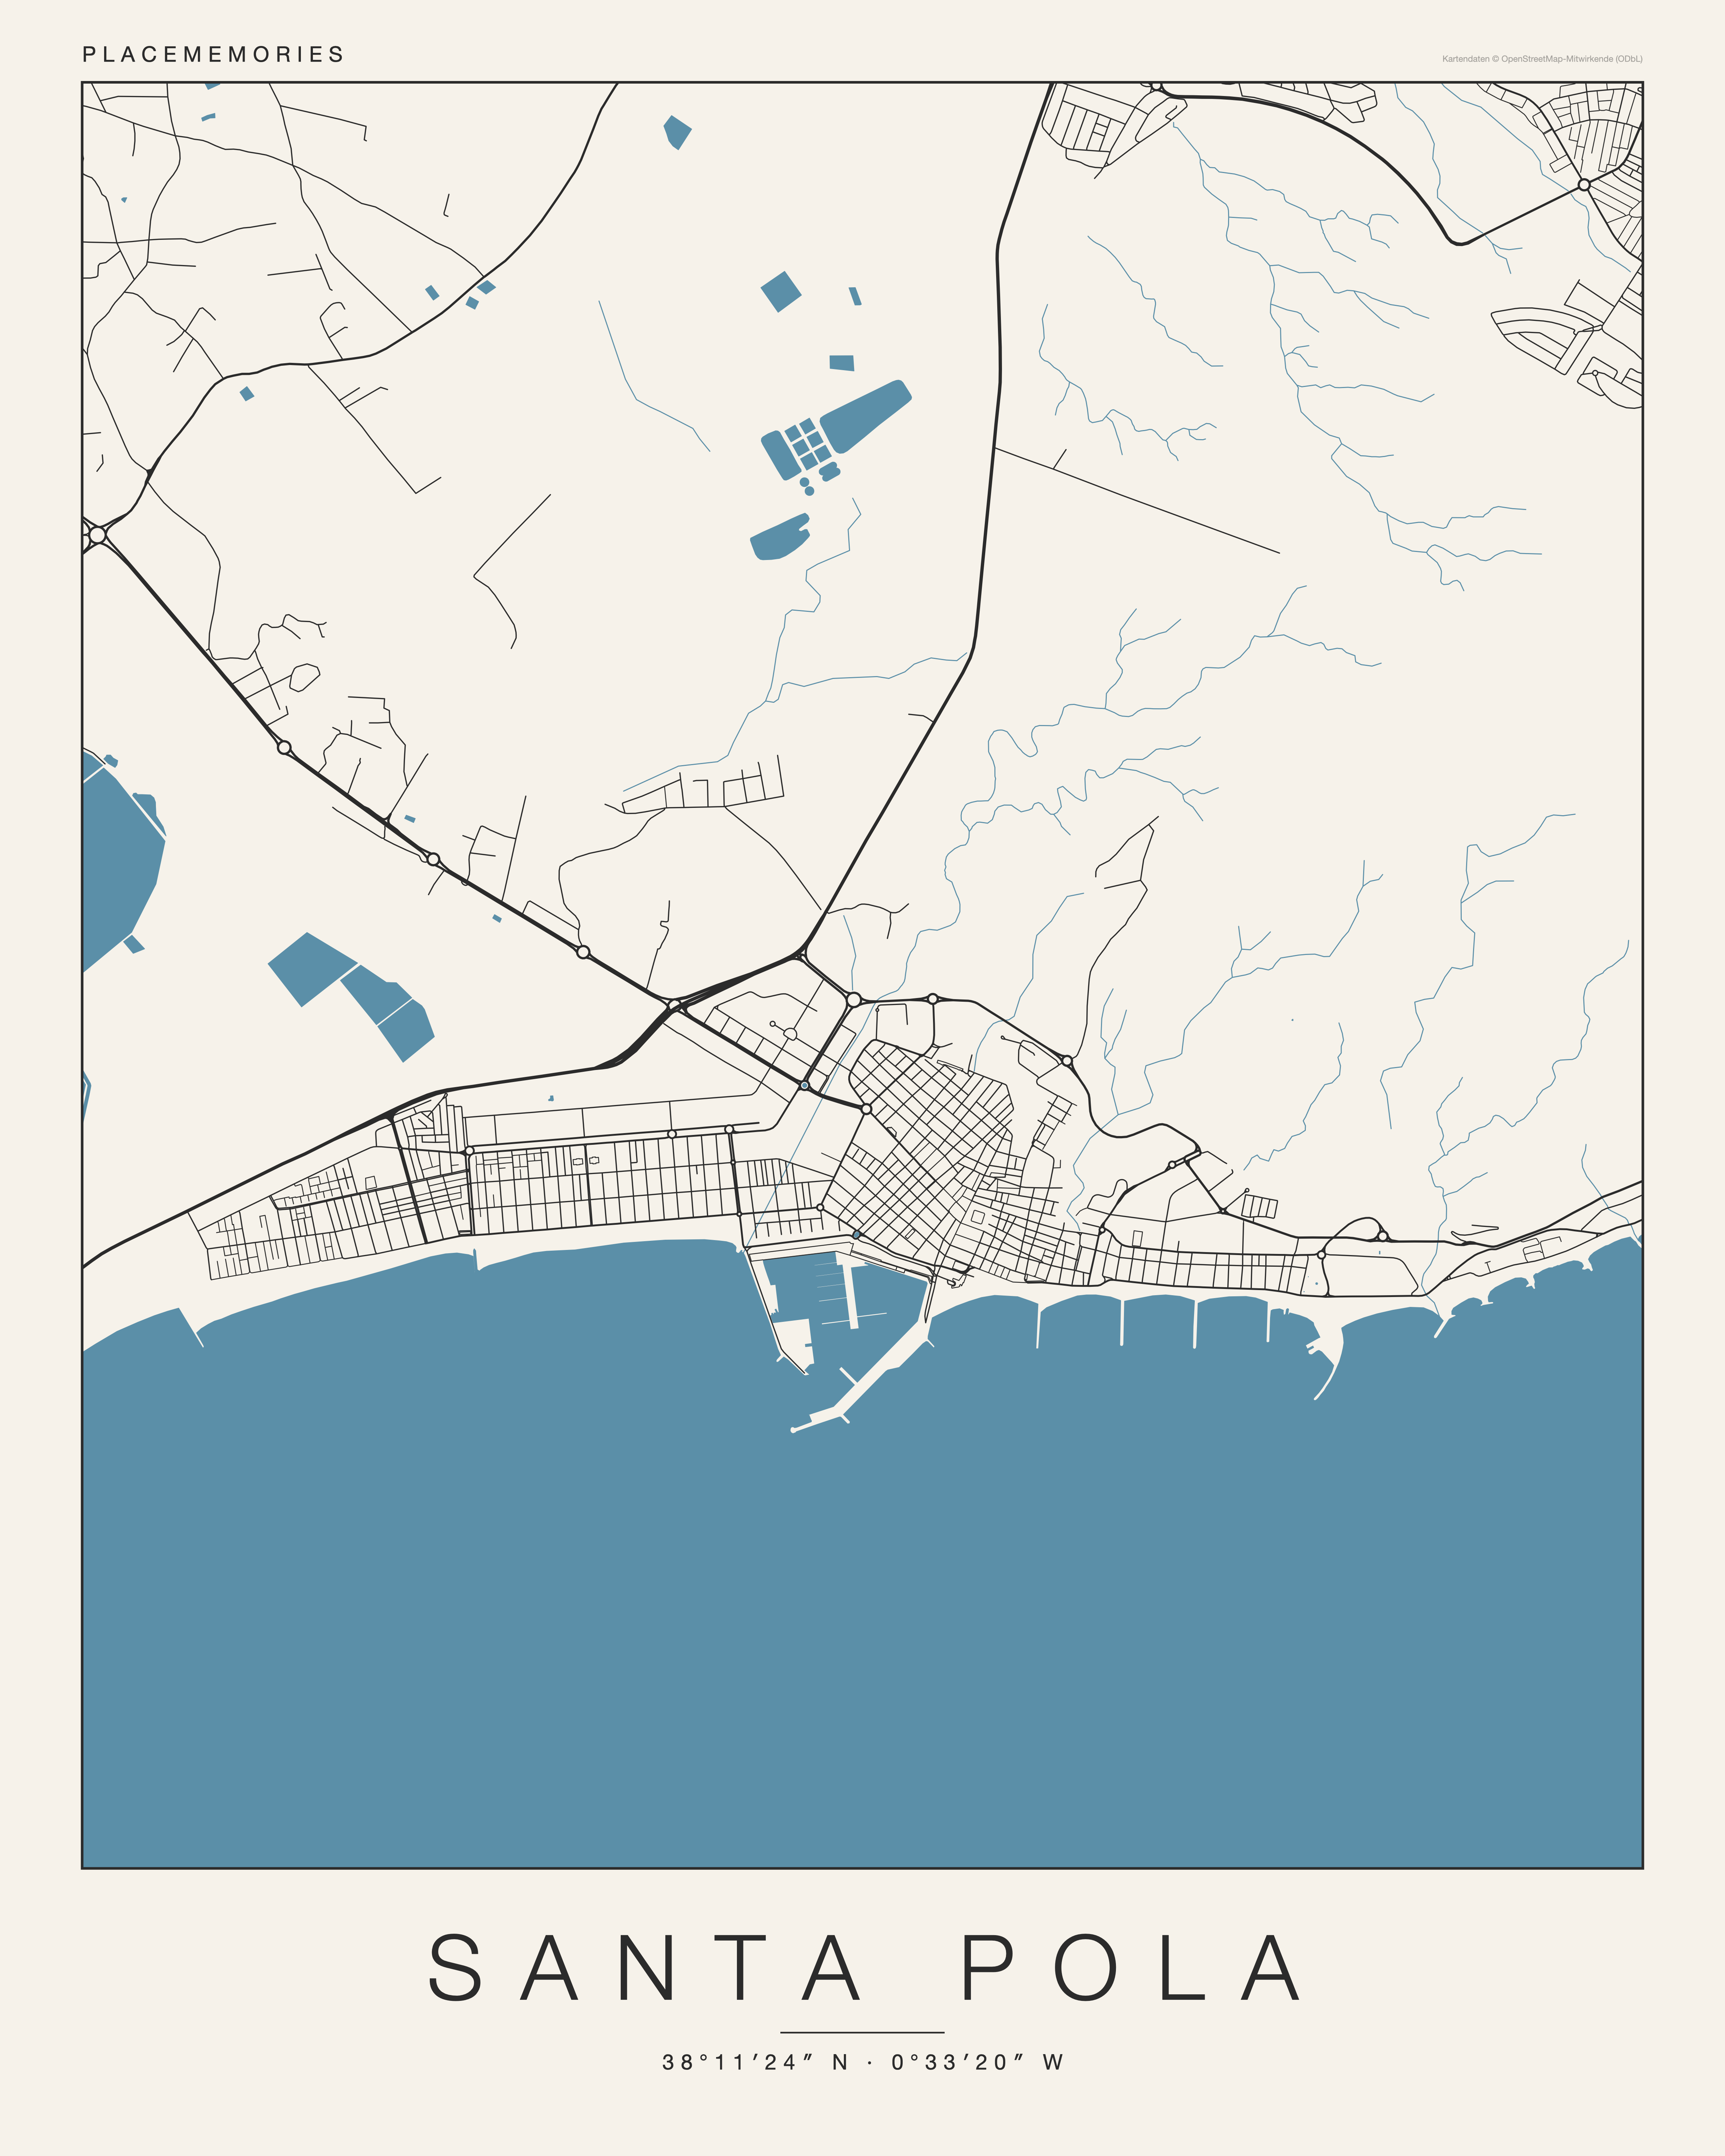 PLACEMEMORIES
Kartendaten © OpenStreetMap-Mitwirkende (ODbL)
SANTA POLA
38°11′24″ N · 0°33′20″ W